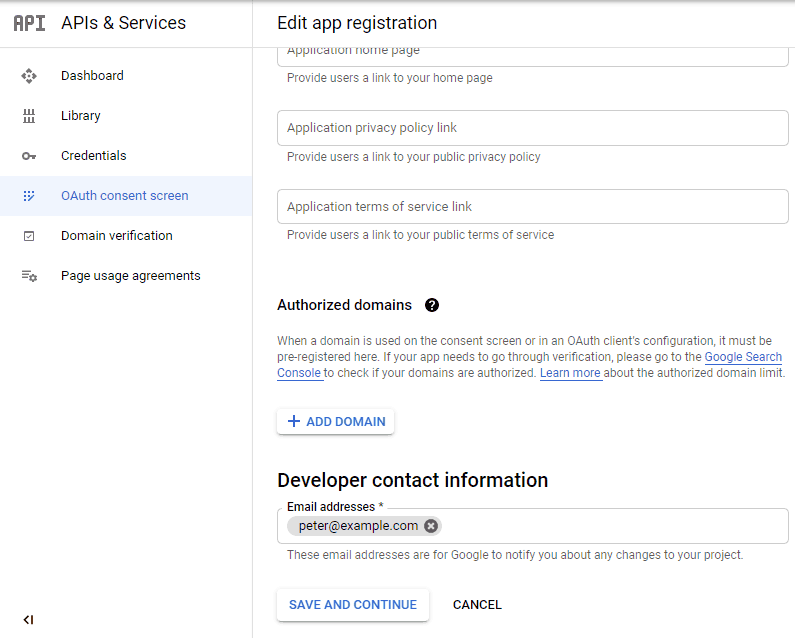 API APIs & Services
Edit app registration
Dashboard
Library
Credentials
OAuth consent screen
Domain verification
Page usage agreements
Application home page
Provide users a link to your home page
Application privacy policy link
Provide users a link to your public privacy policy
Application terms of service link
Provide users a link to your public terms of service
Authorized domains ?
When a domain is used on the consent screen or in an OAuth client's configuration, it must be
pre-registered here. If your app needs to go through verification, please go to the Google Search
Console to check if your domains are authorized. Learn more about the authorized domain limit.
+ ADD DOMAIN
Developer contact information
Email addresses *
peter@example.com
These email addresses are for Google to notify you about any changes to your project.
SAVE AND CONTINUE CANCEL